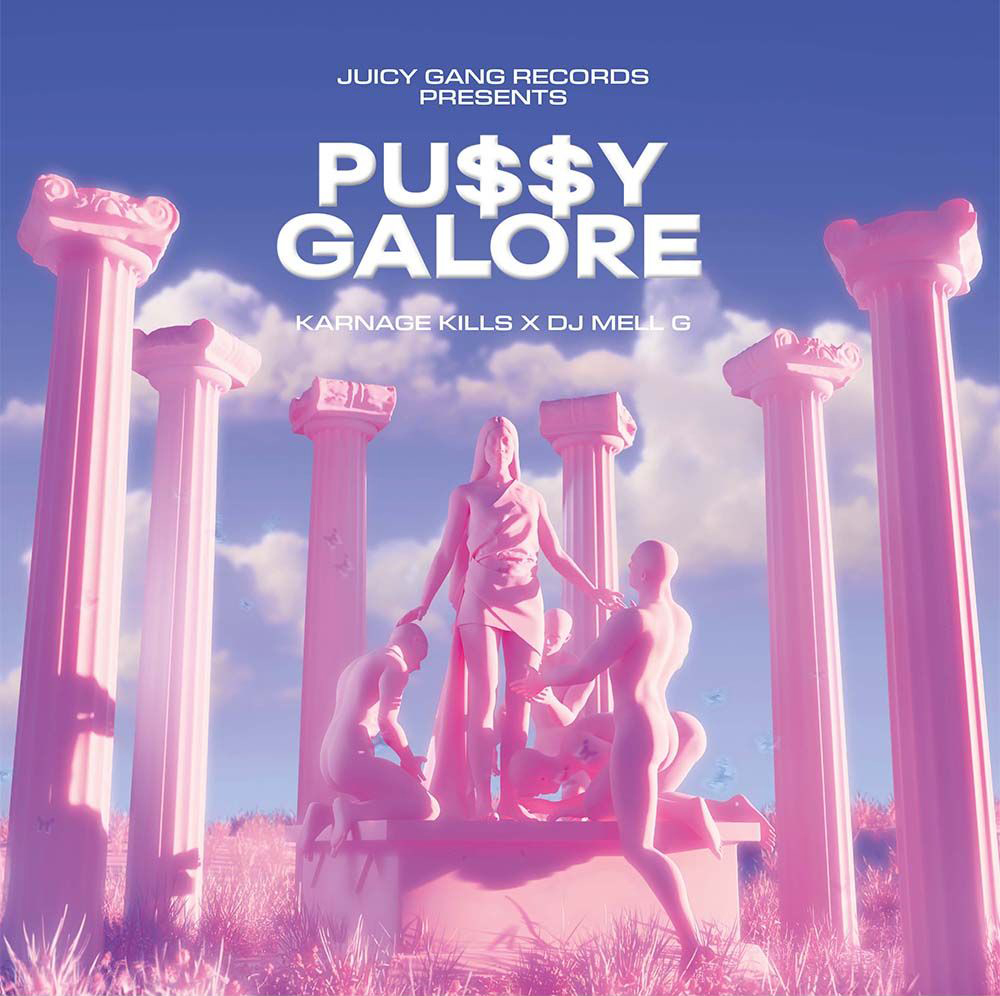 JUICY GANG RECORDS
PRESENTS
PU$$Y
GALORE
KARNAGE KILLS X DJ MELL G